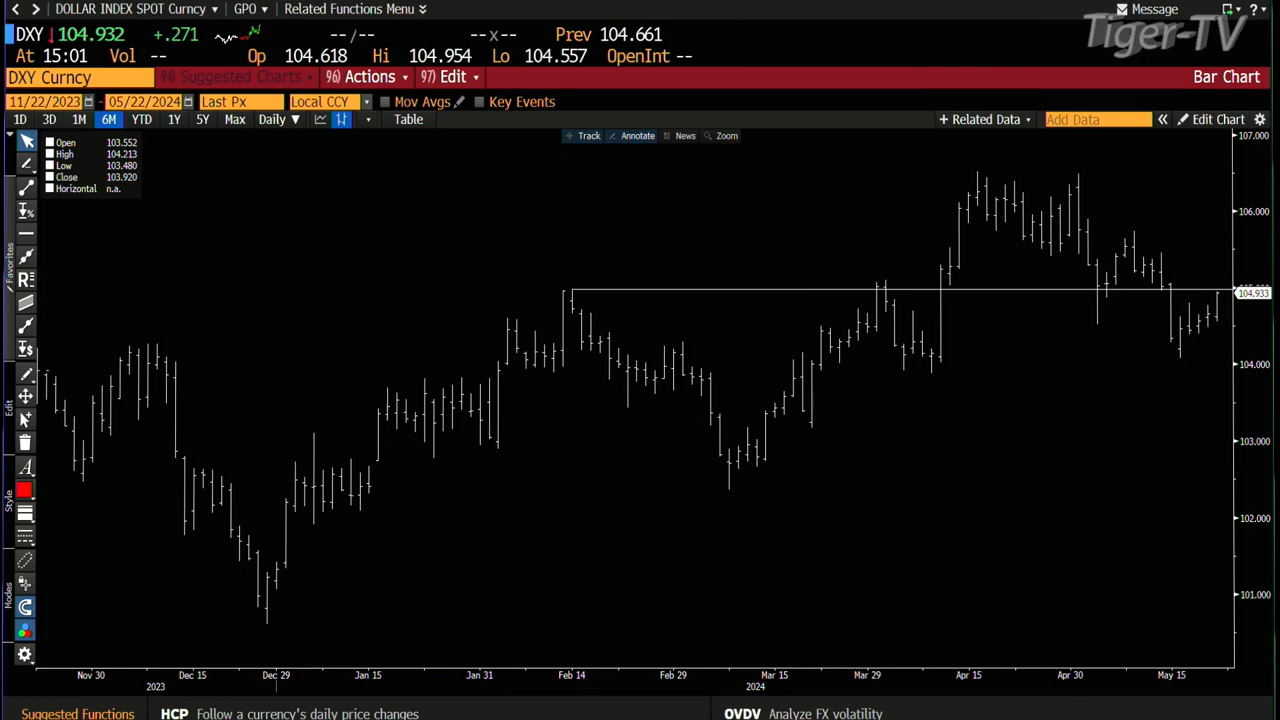 DOLLAR INDEX SPOT Curncy GPO Related Functions Menu Message
Tiger-TV
DXY 104.932 +.271 -- / -- -- x -- Prev 104.661
At 15:01 Vol -- Op 104.618 Hi 104.954 Lo 104.557 OpenInt --
DXY Curncy 94) Suggested Charts 96) Actions 97) Edit Bar Chart
11/22/2023 - 05/22/2024 Last Px Local CCY Mov Avgs Key Events
1D 3D 1M 6M YTD 1Y 5Y Max Daily Table + Related Data Add Data « Edit Chart
Track Annotate News Zoom
Open 103.552
High 104.213
Low 103.480
Close 103.920
Horizontal n.a.
Favorites
Edit
Style
Modes
107.000
106.000
104.933
104.000
103.000
102.000
101.000
Nov 30 Dec 15 Dec 29 Jan 15 Jan 31 Feb 14 Feb 29 Mar 15 Mar 29 Apr 15 Apr 30 May 15
2023 2024
Suggested Functions HCP Follow a currency's daily price changes OVDV Analyze FX volatility